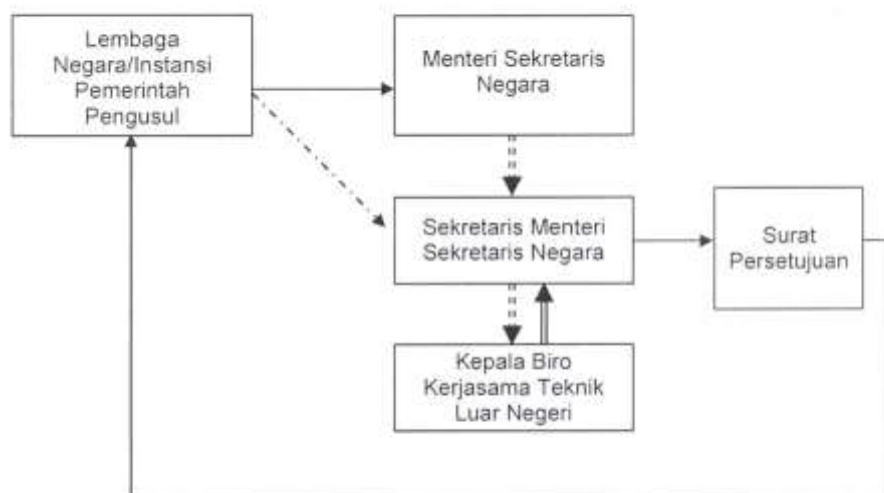 Lembaga
Negara/Instansi
Pemerintah
Pengusul
Menteri Sekretaris
Negara
Sekretaris Menteri
Sekretaris Negara
Surat
Persetujuan
Kepala Biro
Kerjasama Teknik
Luar Negeri